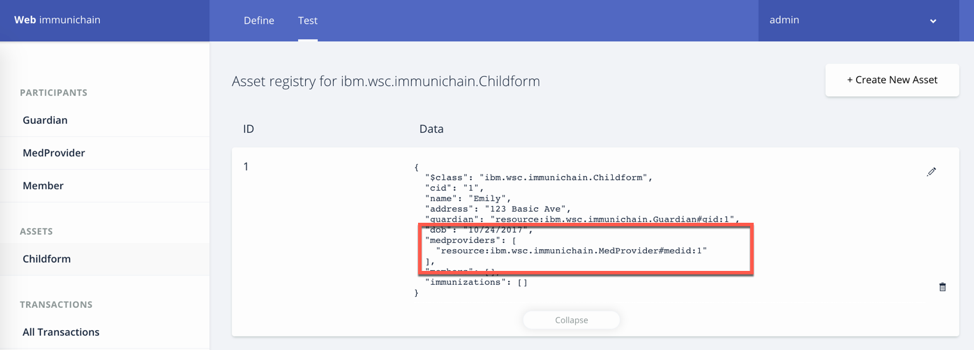 Web immunichain
Define
Test
admin
PARTICIPANTS
Guardian
MedProvider
Member
ASSETS
Childform
TRANSACTIONS
All Transactions
Asset registry for ibm.wsc.immunichain.Childform
+ Create New Asset
ID
Data
1
{
"$class": "ibm.wsc.immunichain.Childform",
"cid": "1",
"name": "Emily",
"address": "123 Basic Ave",
"guardian": "resource:ibm.wsc.immunichain.Guardian#gid:1",
"dob": "10/24/2017",
"medproviders": [
"resource:ibm.wsc.immunichain.MedProvider#medid:1"
],
"members": [],
"immunizations": []
}
Collapse